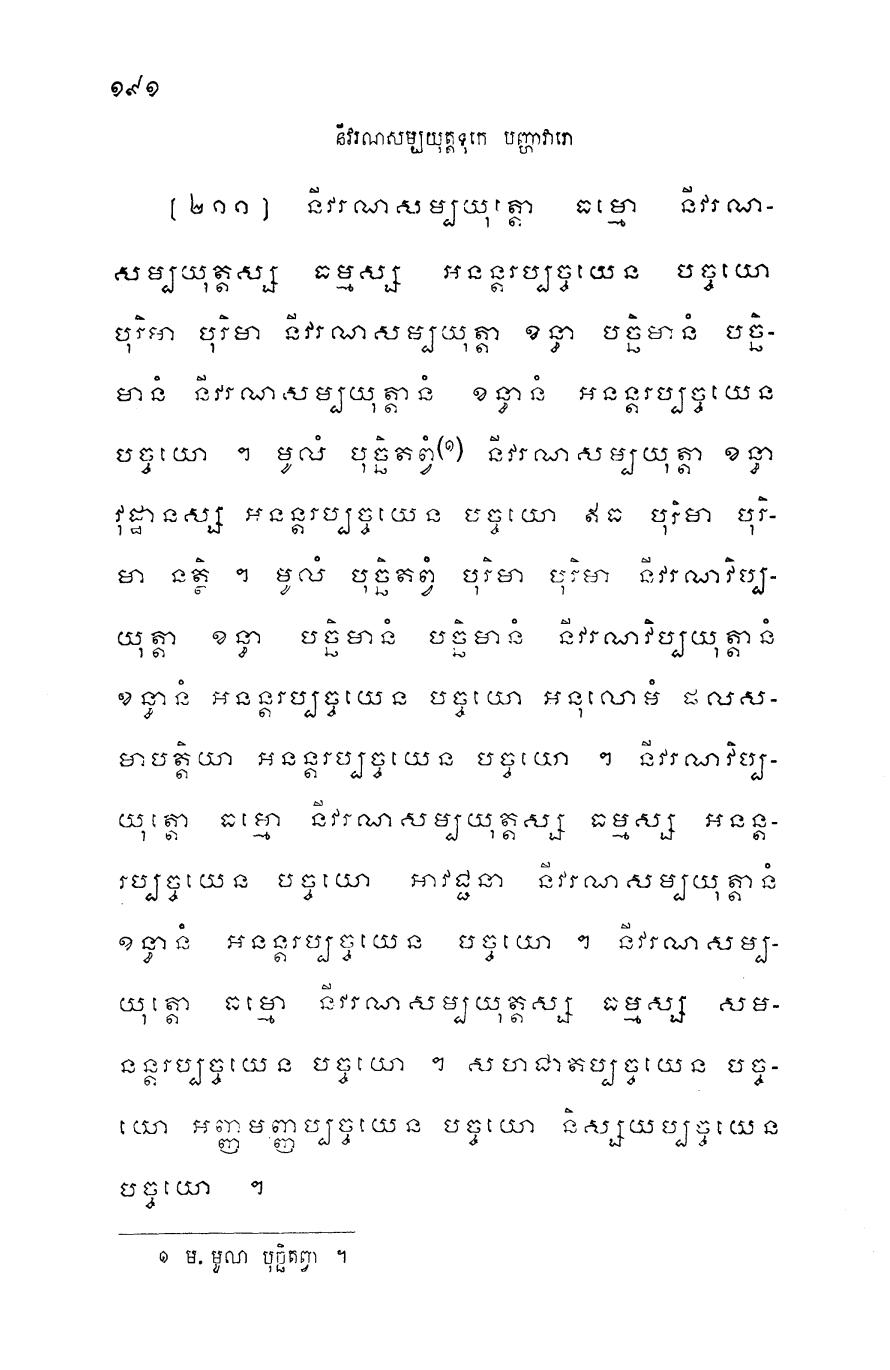 ១៩១
នីវរណសម្បយុត្តទុកេ បញ្ហាវារោ
[២១១] នីវរណសម្បយុត្តោ ធម្មោ នីវរណ-
សម្បយុត្តស្ស ធម្មស្ស អនន្តរប្បច្ចយេន បច្ចយោ
បុរិមា បុរិមា នីវរណសម្បយុត្តា ខន្ធា បច្ឆិមានំ បច្ឆិ-
មានំ នីវរណសម្បយុត្តានំ ខន្ធានំ អនន្តរប្បច្ចយេន
បច្ចយោ ។ មូលំ បុច្ឆិតព្វំ(១) នីវរណសម្បយុត្តា ខន្ធា
វុដ្ឋានស្ស អនន្តរប្បច្ចយេន បច្ចយោ ឥធ បុរិមា បុរិ-
មា នត្ថិ ។ មូលំ បុច្ឆិតព្វំ បុរិមា បុរិមា នីវរណវិប្ប-
យុត្តា ខន្ធា បច្ឆិមានំ បច្ឆិមានំ នីវរណវិប្បយុត្តានំ
ខន្ធានំ អនន្តរប្បច្ចយេន បច្ចយោ អនុលោមំ ផលស-
មាបត្តិយា អនន្តរប្បច្ចយេន បច្ចយោ ។ នីវរណវិប្ប-
យុត្តោ ធម្មោ នីវរណសម្បយុត្តស្ស ធម្មស្ស អនន្ត-
រប្បច្ចយេន បច្ចយោ អាវជ្ជនា នីវរណសម្បយុត្តានំ
ខន្ធានំ អនន្តរប្បច្ចយេន បច្ចយោ ។ នីវរណសម្ប-
យុត្តោ ធម្មោ នីវរណសម្បយុត្តស្ស ធម្មស្ស សម-
នន្តរប្បច្ចយេន បច្ចយោ ។ សហជាតប្បច្ចយេន បច្ច-
យោ អញ្ញមញ្ញប្បច្ចយេន បច្ចយោ និស្សយប្បច្ចយេន
បច្ចយោ ។
១ ម. មូលា បុច្ឆិតព្វា ។